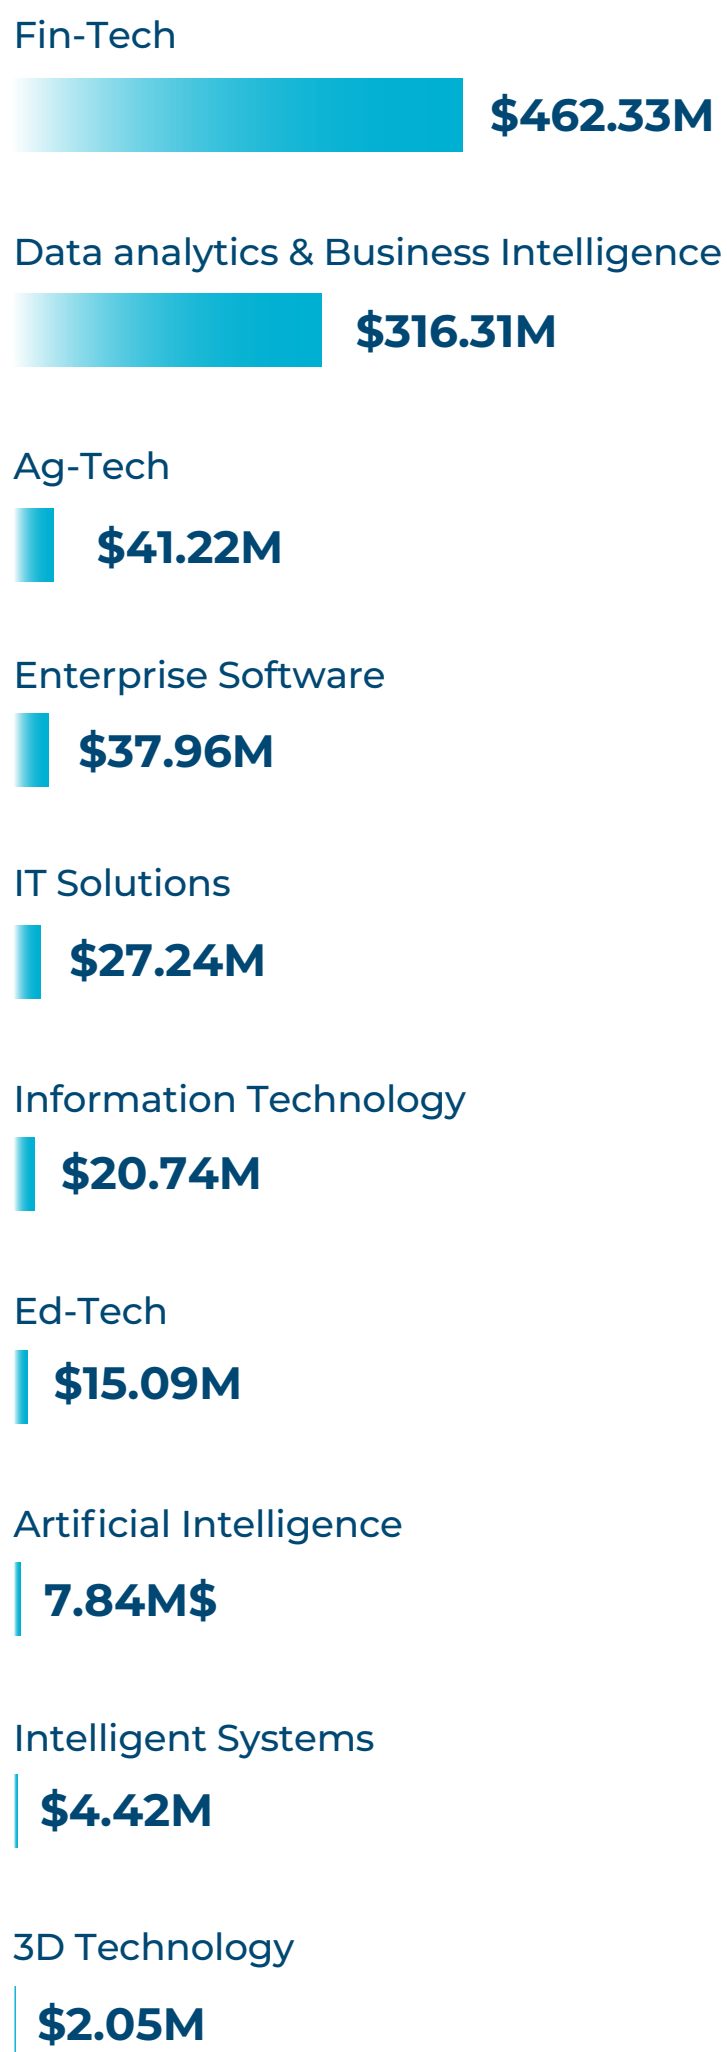 Fin-Tech
$462.33M
Data analytics & Business Intelligence
$316.31M
Ag-Tech
$41.22M
Enterprise Software
$37.96M
IT Solutions
$27.24M
Information Technology
$20.74M
Ed-Tech
$15.09M
Artificial Intelligence
7.84M$
Intelligent Systems
$4.42M
3D Technology
$2.05M